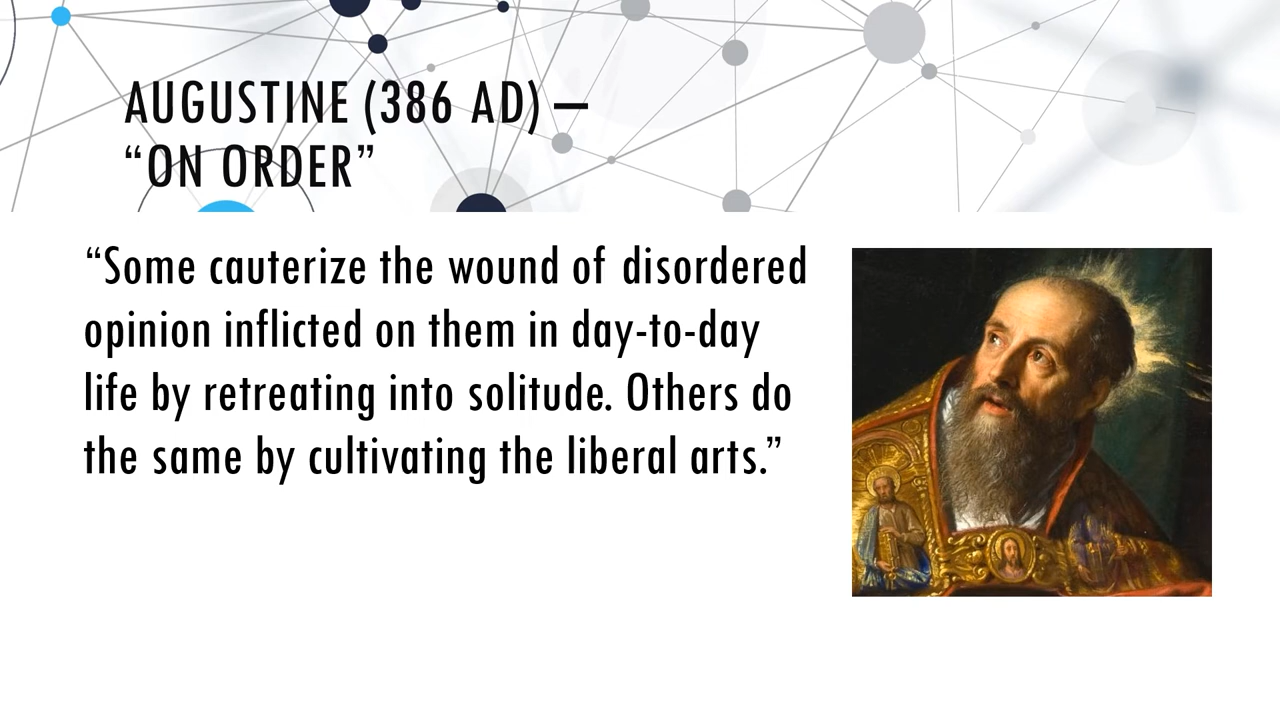 AUGUSTINE (386 AD) —
“ON ORDER”
“Some cauterize the wound of disordered
opinion inflicted on them in day-to-day
life by retreating into solitude. Others do
the same by cultivating the liberal arts.”